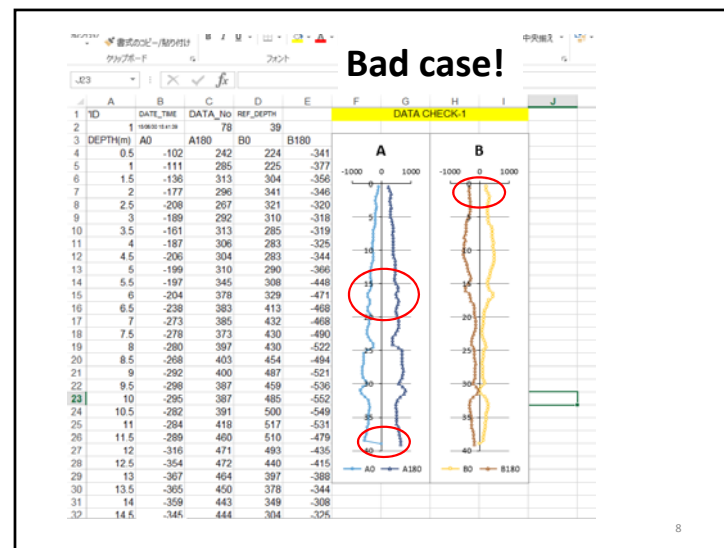 Bad case!
書式のコピー/貼り付け B I U A 中央揃え
クリップボード フォント
J23 fx
A B C D E F G H I J
1 ID DATE_TIME DATA_No REF_DEPTH DATA CHECK-1
2 1 78 39
3 DEPTH(m) A0 A180 B0 B180
4 0.5 -102 242 224 -341
5 1 -111 285 225 -377
6 1.5 -136 313 304 -356
7 2 -177 296 341 -346
8 2.5 -208 267 321 -320
9 3 -189 292 310 -318
10 3.5 -161 313 285 -319
11 4 -187 306 283 -325
12 4.5 -206 304 283 -344
13 5 -199 310 290 -366
14 5.5 -197 345 308 -448
15 6 -204 378 329 -471
16 6.5 -238 383 413 -468
17 7 -273 385 432 -468
18 7.5 -278 373 430 -490
19 8 -280 397 430 -522
20 8.5 -268 403 454 -494
21 9 -292 400 487 -521
22 9.5 -298 387 459 -536
23 10 -295 387 485 -552
24 10.5 -282 391 500 -549
25 11 -284 418 517 -531
26 11.5 -289 460 510 -479
27 12 -316 471 493 -435
28 12.5 -354 472 440 -415
29 13 -367 464 397 -388
30 13.5 -365 450 378 -344
31 14 -359 443 349 -308
32 14.5 -345 444 304 -325
A
-1000 0 1000
5
10
15
20
25
30
35
40
A0 A180
B
-1000 0 1000
5
10
15
20
25
30
35
40
B0 B180
8